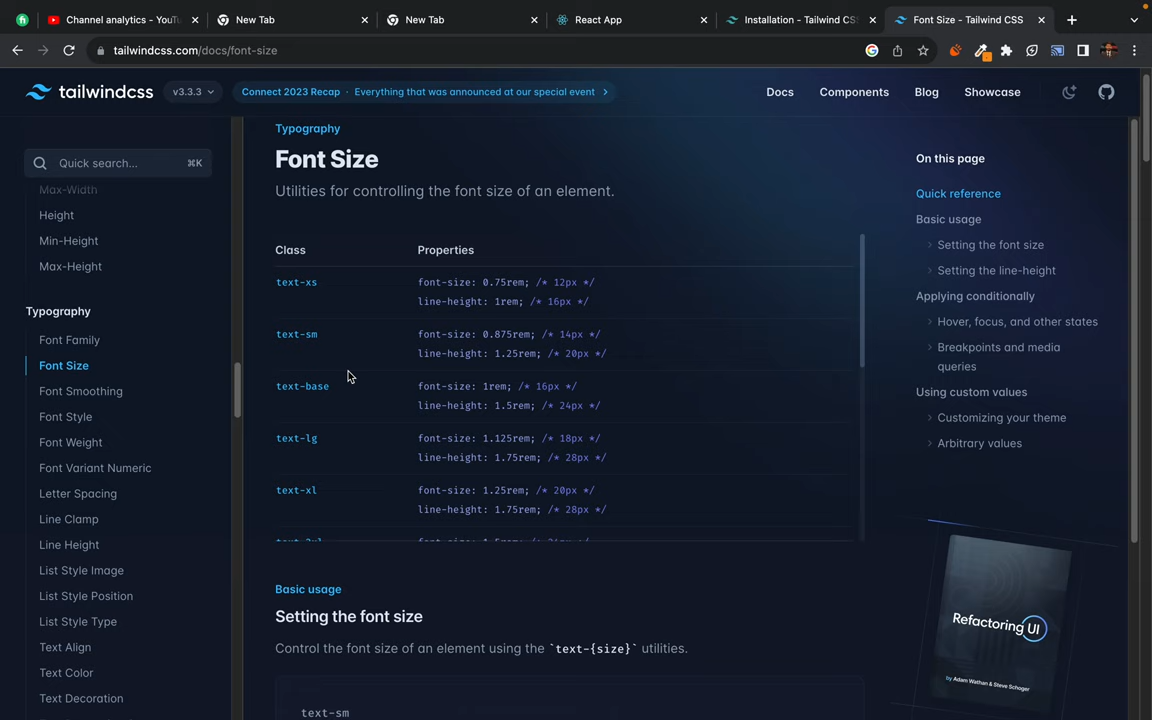 Channel analytics - YouTu
New Tab
New Tab
React App
Installation - Tailwind CSS
Font Size - Tailwind CSS
tailwindcss.com/docs/font-size
tailwindcss
v3.3.3
Connect 2023 Recap · Everything that was announced at our special event
Docs
Components
Blog
Showcase
Quick search...
⌘K
Max-Width
Height
Min-Height
Max-Height
Typography
Font Family
Font Size
Font Smoothing
Font Style
Font Weight
Font Variant Numeric
Letter Spacing
Line Clamp
Line Height
List Style Image
List Style Position
List Style Type
Text Align
Text Color
Text Decoration
Typography
Font Size
Utilities for controlling the font size of an element.
Class Properties
text-xs font-size: 0.75rem; /* 12px */
line-height: 1rem; /* 16px */
text-sm font-size: 0.875rem; /* 14px */
line-height: 1.25rem; /* 20px */
text-base font-size: 1rem; /* 16px */
line-height: 1.5rem; /* 24px */
text-lg font-size: 1.125rem; /* 18px */
line-height: 1.75rem; /* 28px */
text-xl font-size: 1.25rem; /* 20px */
line-height: 1.75rem; /* 28px */
Basic usage
Setting the font size
Control the font size of an element using the `text-{size}` utilities.
text-sm
On this page
Quick reference
Basic usage
Setting the font size
Setting the line-height
Applying conditionally
Hover, focus, and other states
Breakpoints and media
queries
Using custom values
Customizing your theme
Arbitrary values
Refactoring UI
by Adam Wathan & Steve Schoger